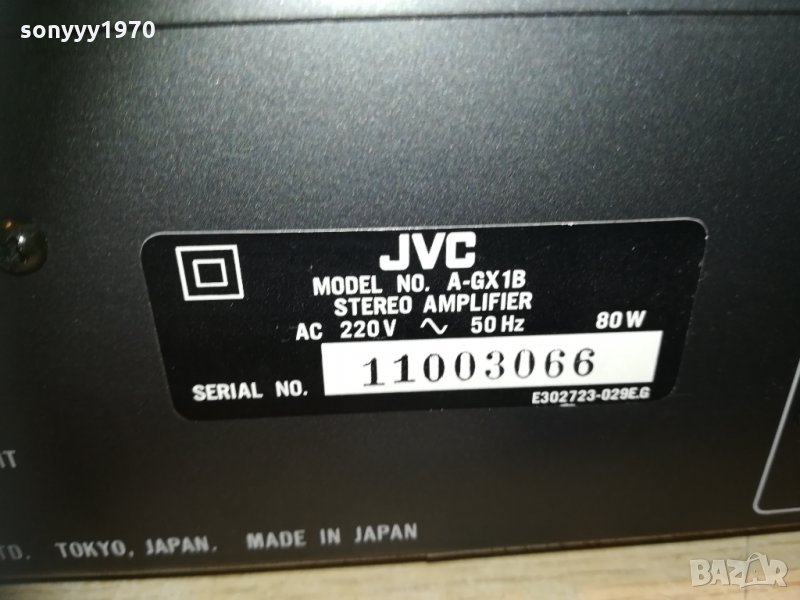 sonyyy1970
JVC
MODEL NO. A-GX1B
STEREO AMPLIFIER
AC 220V ∿ 50Hz 80W
SERIAL NO. 11003066
E302723-029E.G
TOKYO, JAPAN. MADE IN JAPAN
BAZAR